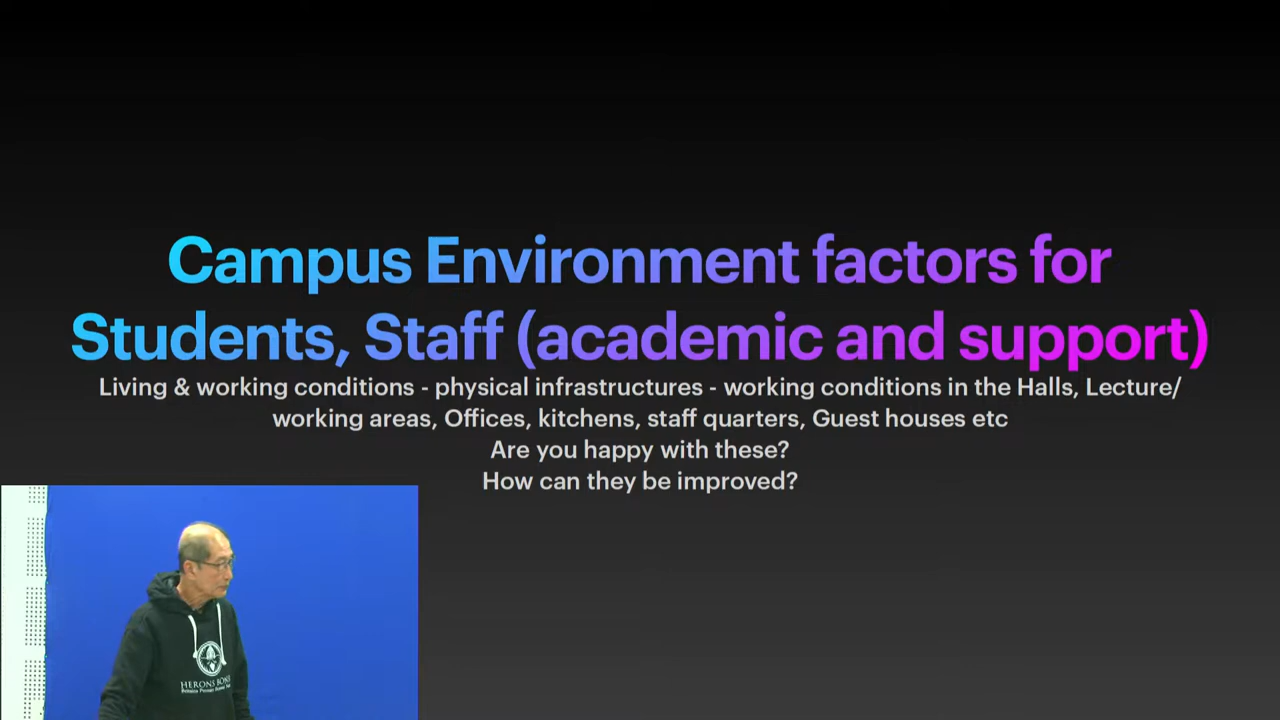 Campus Environment factors for
Students, Staff (academic and support)
Living & working conditions - physical infrastructures - working conditions in the Halls, Lecture/
working areas, Offices, kitchens, staff quarters, Guest houses etc
Are you happy with these?
How can they be improved?
HERONS BONSAI